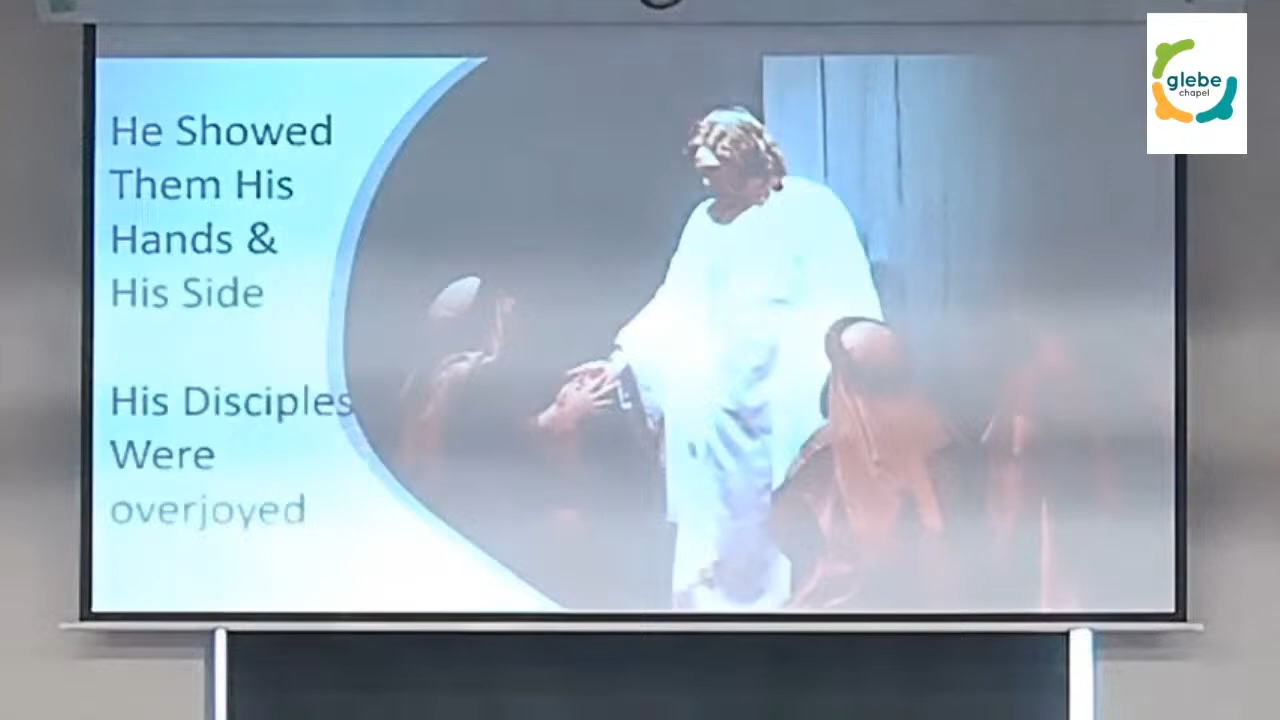 He Showed
Them His
Hands &
His Side
His Disciples
Were
overjoyed
glebe
chapel